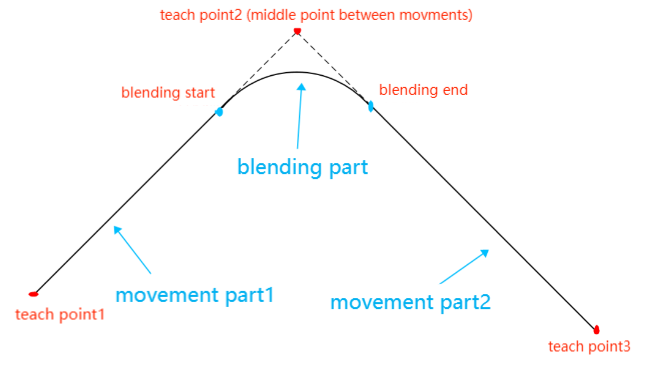 teach point2 (middle point between movments)
blending start
blending end
blending part
movement part1
movement part2
teach point1
teach point3